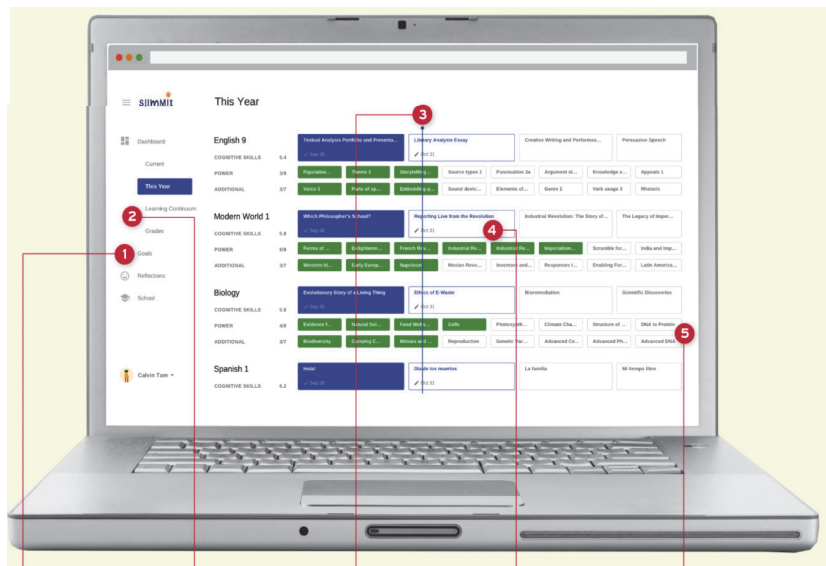 SUMMIT
This Year
3
Dashboard
Current
This Year
Learning Continuum
2
Grades
1
Goals
Reflections
School
Calvin Tam
English 9
Textual Analysis Portfolio and Presents...
Literary Analysis Essay
Creative Writing and Performan...
Persuasive Speech
Sep 30
Oct 31
COGNITIVE SKILLS 5.4
POWER 3/9
Figurative... Theme 2 Storytelling... Source types 1 Punctuation 3a Argument st... Knowledge o... Appeals 1
ADDITIONAL 3/7
Voice 3 Parts of sp... Embedding q... Sound devic... Elements of... Genre 2 Verb usage 3 Rhetoric
Modern World 1
Which Philosopher's School?
Reporting Live from the Revolution
Industrial Revolution: The Story of...
The Legacy of Imper...
Sep 30
Oct 31
4
COGNITIVE SKILLS 5.8
POWER 6/9
Forms of ... Enlightenm... French Rev... Industrial Re... Industrial Re... Imperialism... Scramble for... India and Imp...
ADDITIONAL 3/7
Western Id... Early Europ... Napoleon Mexian Revo... Inventors and... Responses t... Enabling For... Latin America...
Biology
Evolutionary Story of a Living Thing
Ethics of E-Waste
Bioremediation
Scientific Discoveries
Sep 30
Oct 31
COGNITIVE SKILLS 5.6
POWER 4/9
Evidence f... Natural Sel... Food Webs... Cells Photosynth... Climate Cha... Structure of ... DNA to Protein
5
ADDITIONAL 3/7
Biodiversity Carrying C... Mitosis and ... Reproduction Genetic Var... Advanced Ce... Advanced Ph... Advanced DNA
Spanish 1
Hola!
Dia de los muertos
La familia
Mi tiempo libre
Sep 30
Oct 31
COGNITIVE SKILLS 6.2